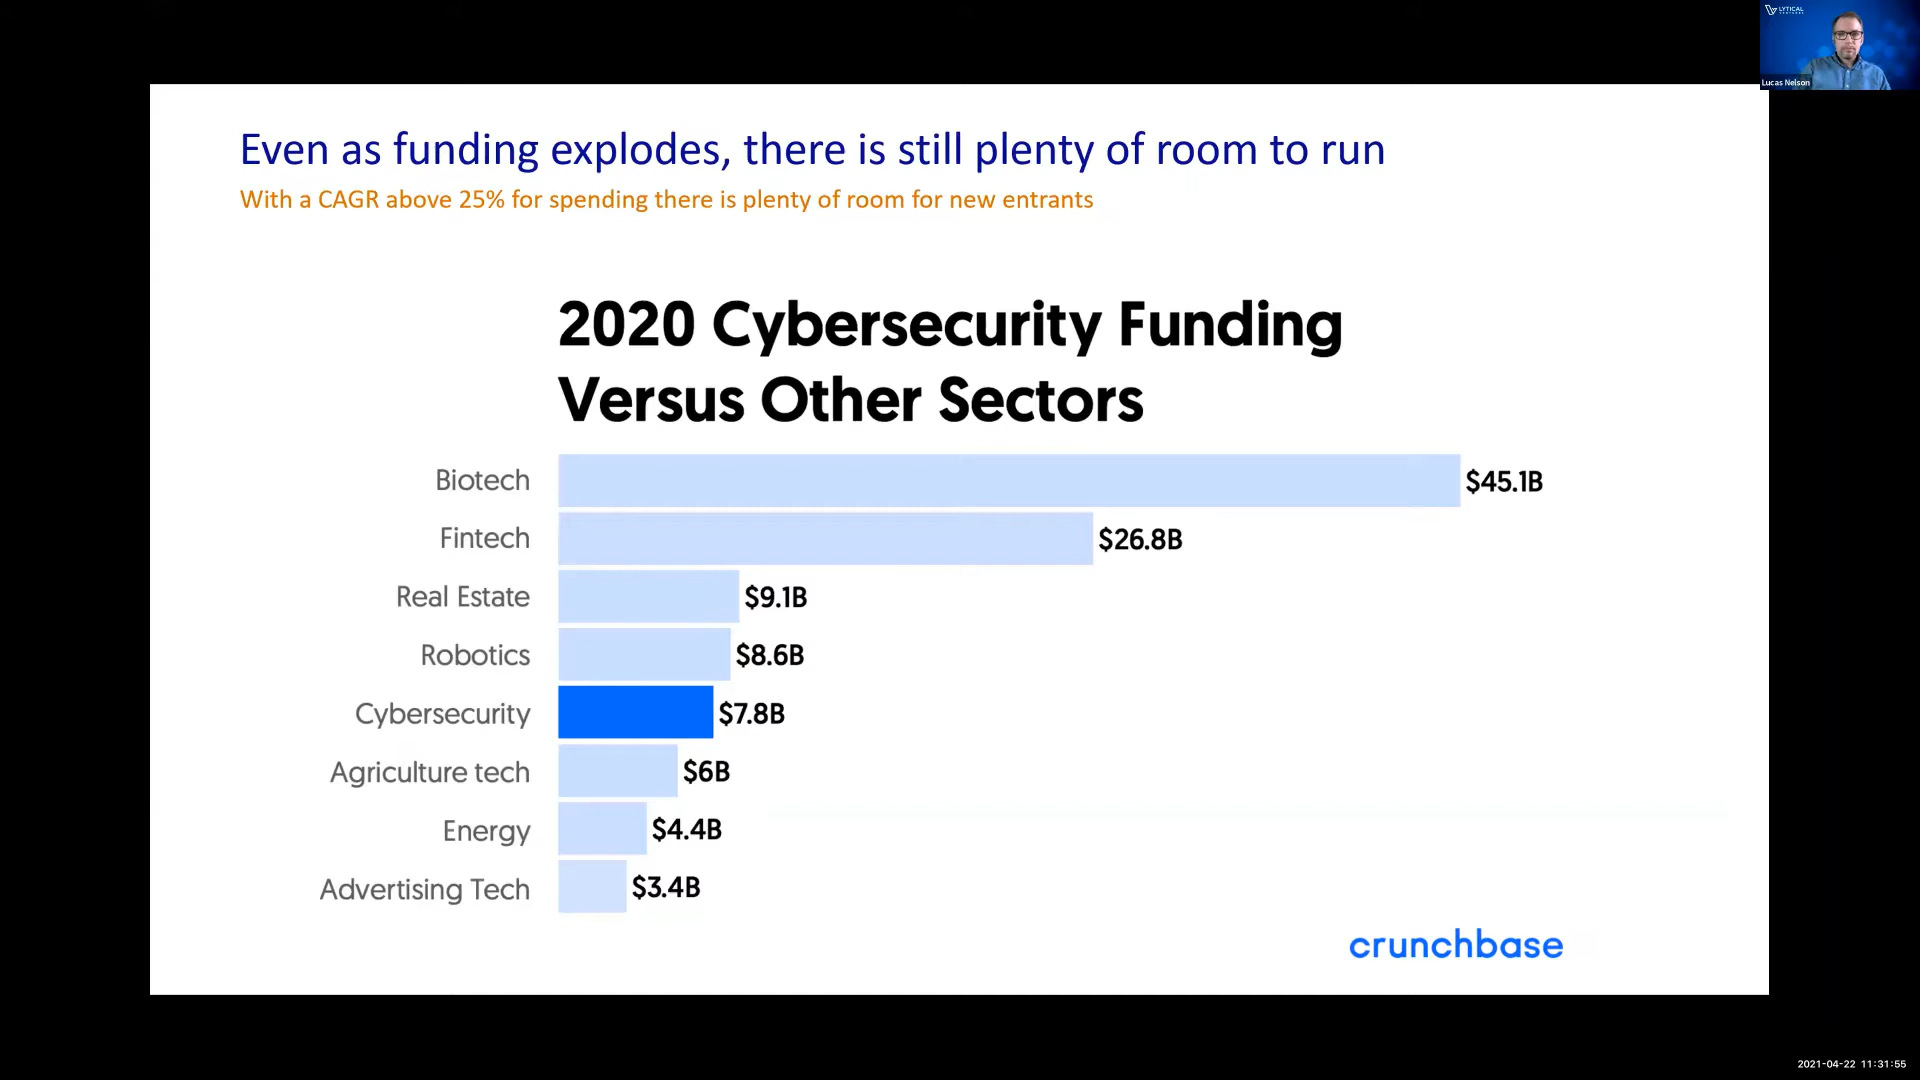 LYTICAL
VENTURES
Lucas Nelson
Even as funding explodes, there is still plenty of room to run
With a CAGR above 25% for spending there is plenty of room for new entrants
2020 Cybersecurity Funding
Versus Other Sectors
Biotech $45.1B
Fintech $26.8B
Real Estate $9.1B
Robotics $8.6B
Cybersecurity $7.8B
Agriculture tech $6B
Energy $4.4B
Advertising Tech $3.4B
crunchbase
2021-04-22 11:31:55